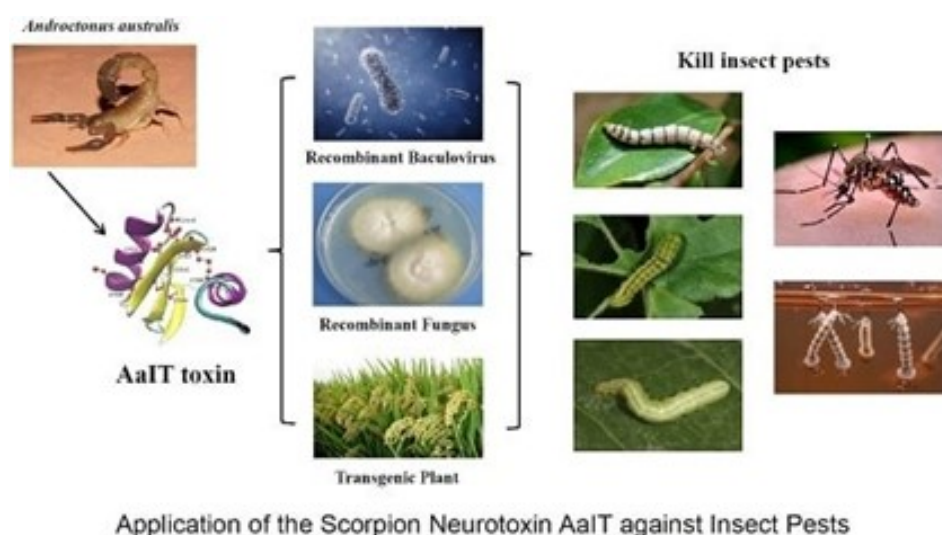 Androctonus australis
Kill insect pests
Recombinant Baculovirus
Recombinant Fungus
AaIT toxin
Transgenic Plant
Application of the Scorpion Neurotoxin AaIT against Insect Pests